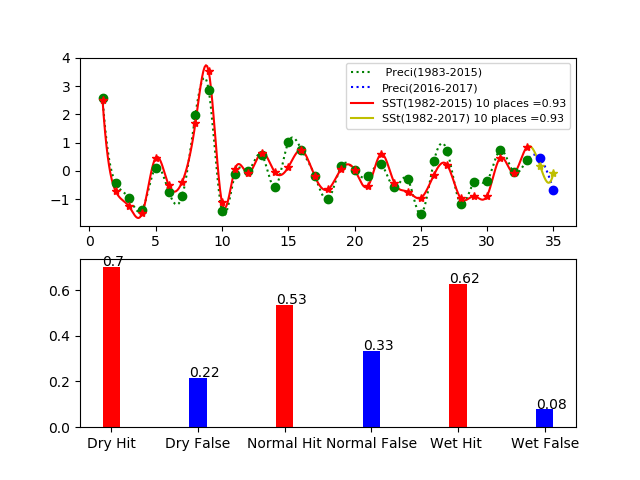 4
3
2
1
0
−1
Preci(1983-2015)
Preci(2016-2017)
SST(1982-2015) 10 places =0.93
SSt(1982-2017) 10 places =0.93
0 5 10 15 20 25 30 35
0.6
0.4
0.2
0.0
0.7 0.22 0.53 0.33 0.62 0.08
Dry Hit Dry False Normal Hit Normal False Wet Hit Wet False